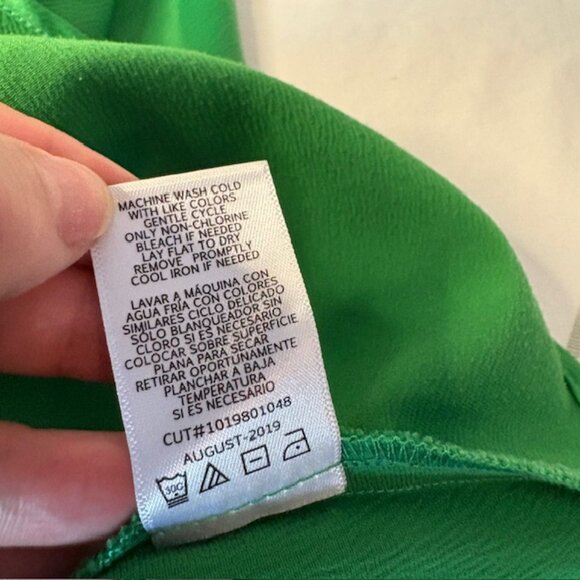 MACHINE WASH COLD
WITH LIKE COLORS
GENTLE CYCLE
ONLY NON-CHLORINE
BLEACH IF NEEDED
LAY FLAT TO DRY
REMOVE PROMPTLY
COOL IRON IF NEEDED
LAVAR A MÁQUINA CON
AGUA FRÍA CON COLORES
SIMILARES CICLO DELICADO
SÓLO BLANQUEADOR SIN
CLORO SI ES NECESARIO
COLOCAR SOBRE SUPERFICIE
PLANA PARA SECAR
RETIRAR OPORTUNAMENTE
PLANCHAR A BAJA
TEMPERATURA
SI ES NECESARIO
CUT#1019801048
AUGUST-2019
30C